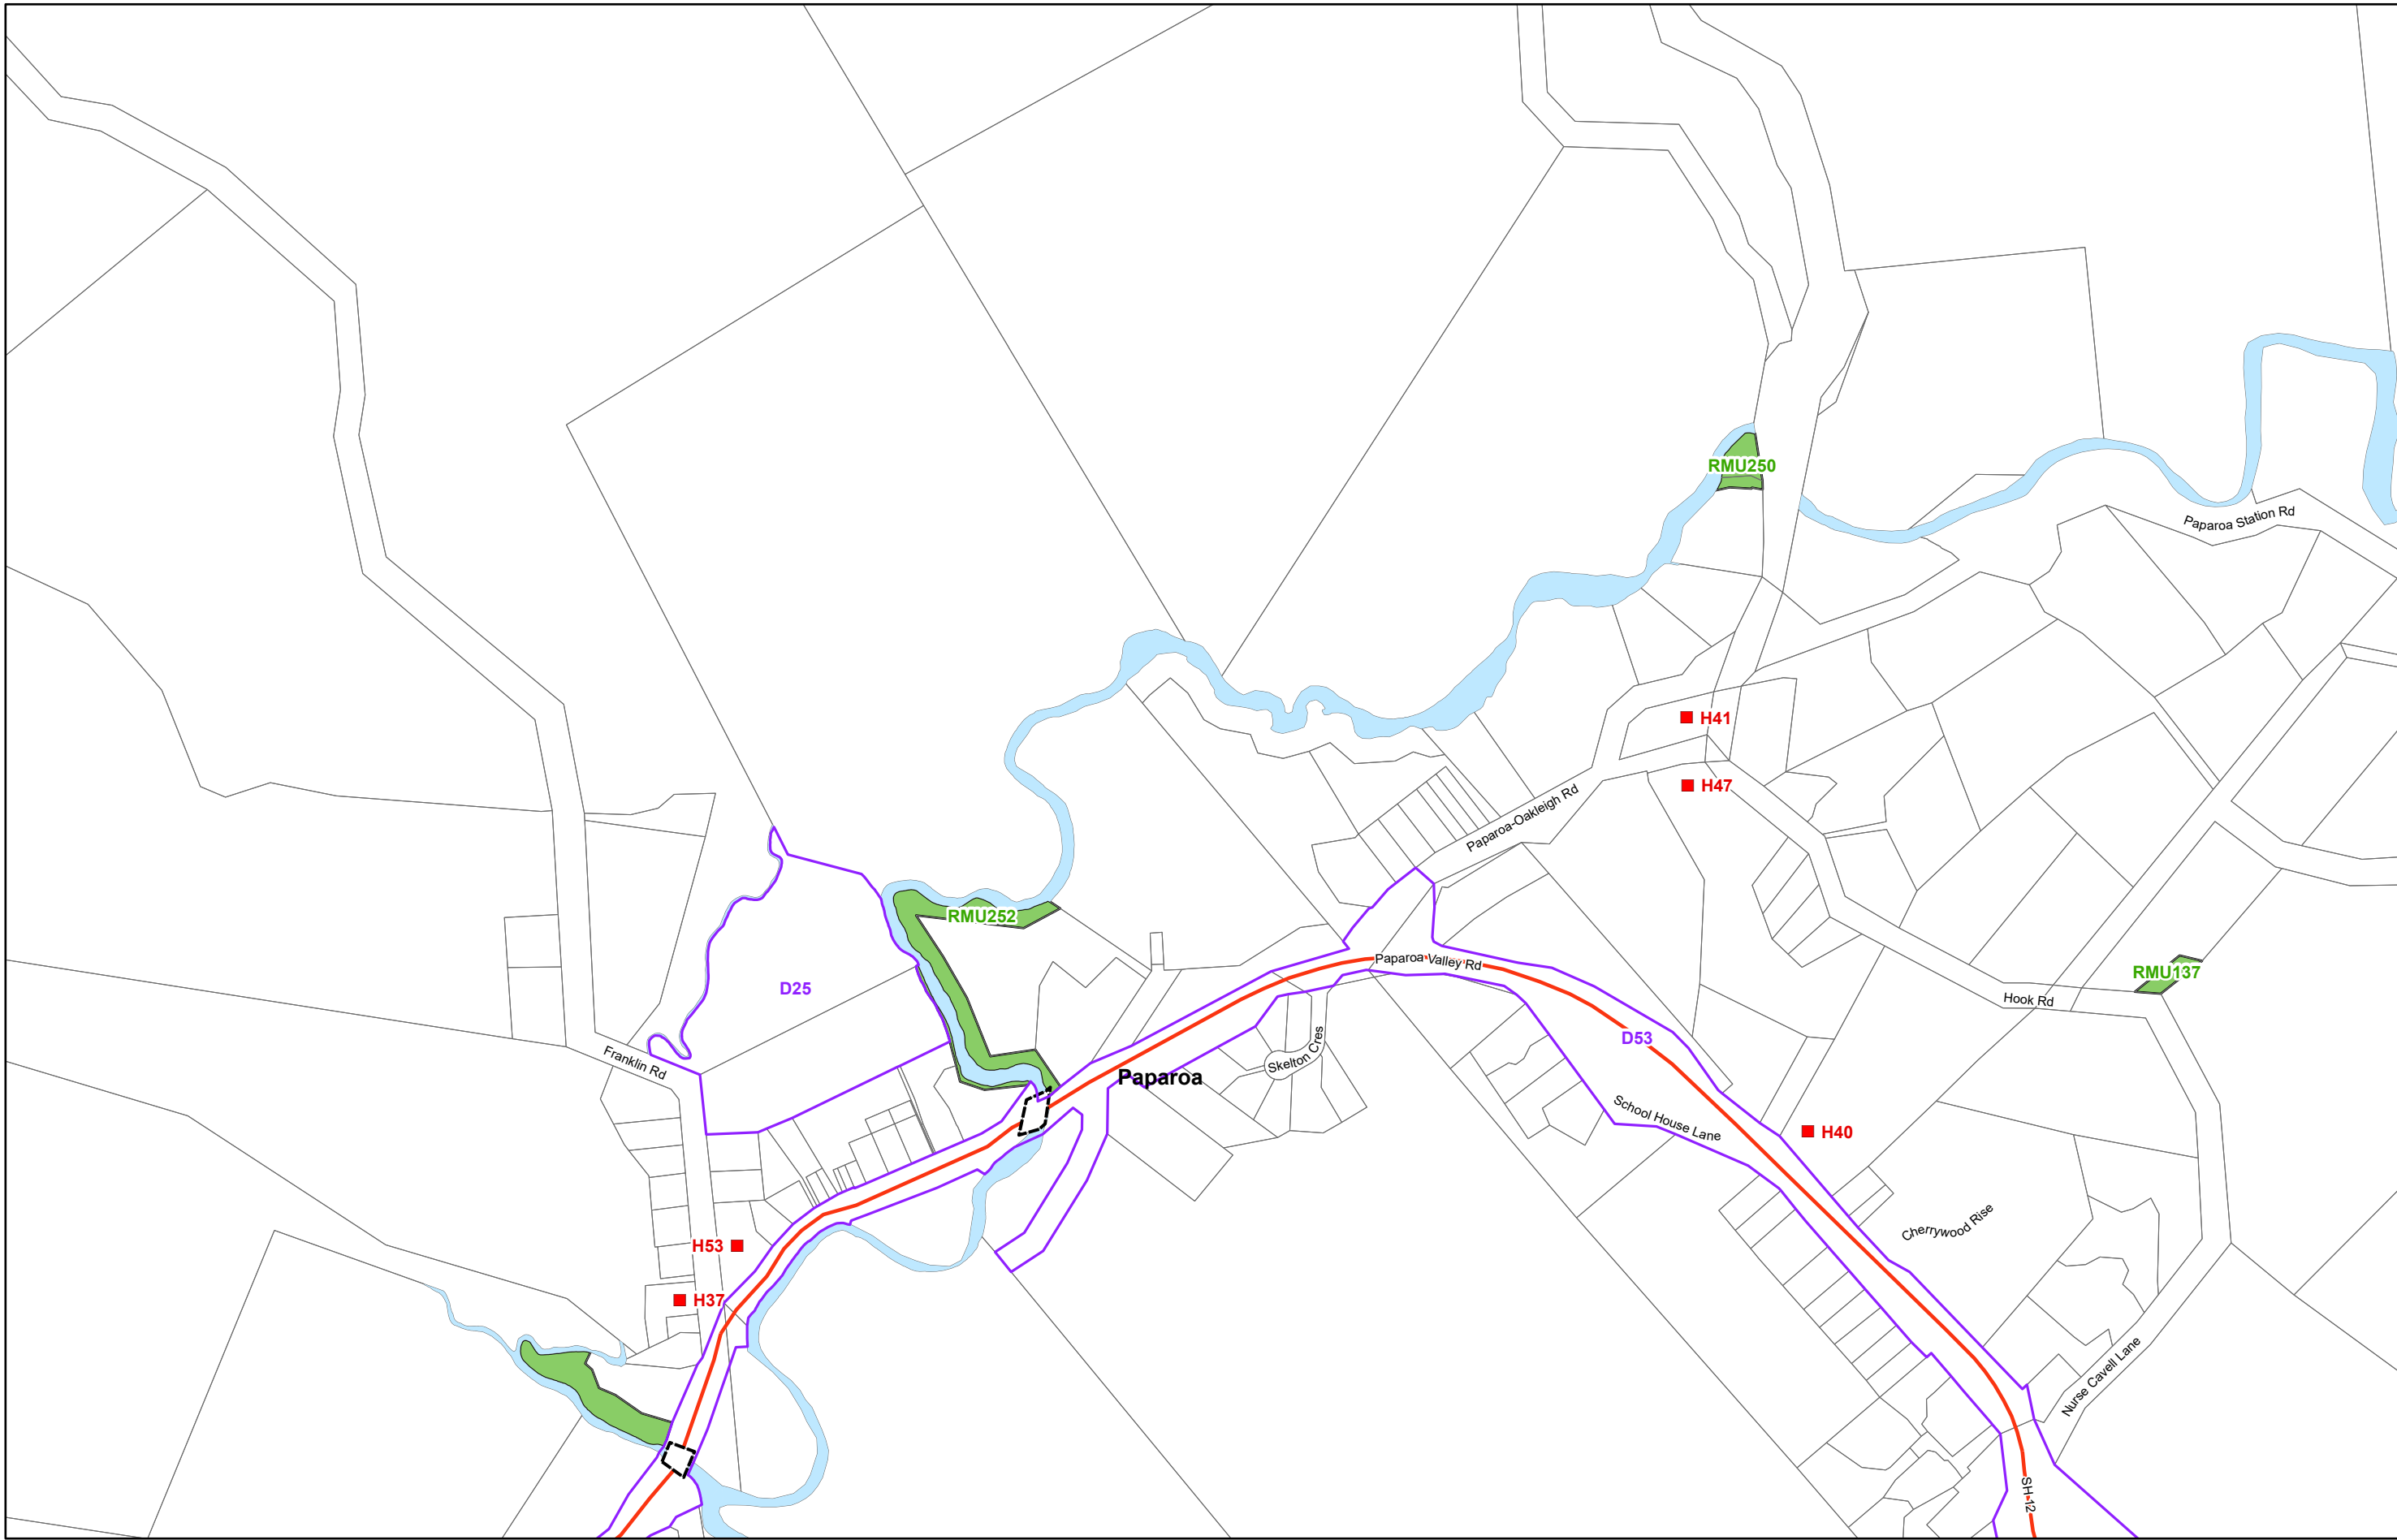 RMU250
Paparoa Station Rd
H41
H47
Paparoa-Oakleigh Rd
RMU252
Paparoa Valley Rd
RMU137
D25
Hook Rd
D53
Franklin Rd
Skelton Cres
Paparoa
School House Lane
H40
Cherrywood Rise
H53
H37
Nurse Cavell Lane
SH 12